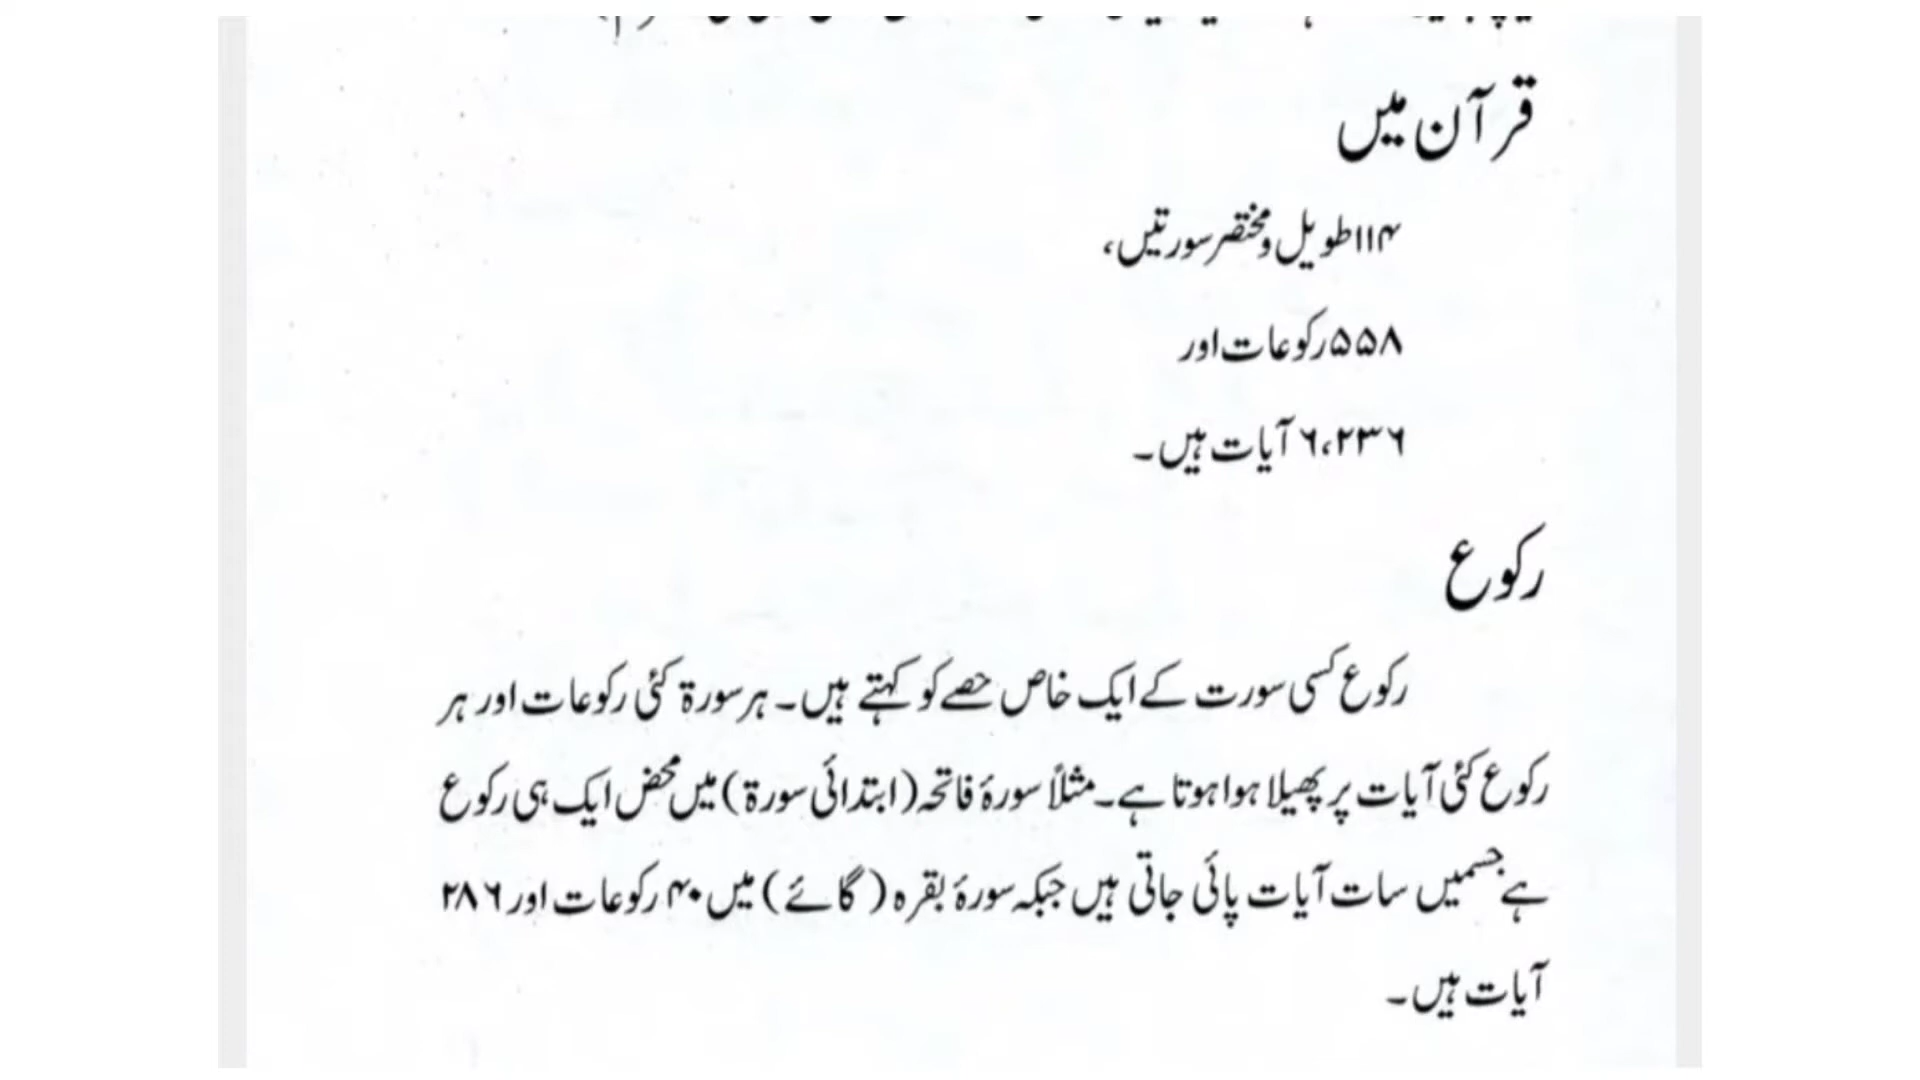 قرآن میں
۱۱۴ طویل و مختصر سورتیں،
۵۵۸ رکوعات اور
۶،۲۳۶ آیات ہیں۔
رکوع
رکوع کسی سورت کے ایک خاص حصے کو کہتے ہیں۔ ہر سورۃ کئی رکوعات اور ہر
رکوع کئی آیات پر پھیلا ہوا ہوتا ہے۔ مثلاً سورۂ فاتحہ (ابتدائی سورۃ) میں محض ایک ہی رکوع
ہے جسمیں سات آیات پائی جاتی ہیں جبکہ سورۂ بقرہ (گائے) میں ۴۰ رکوعات اور ۲۸۶
آیات ہیں۔